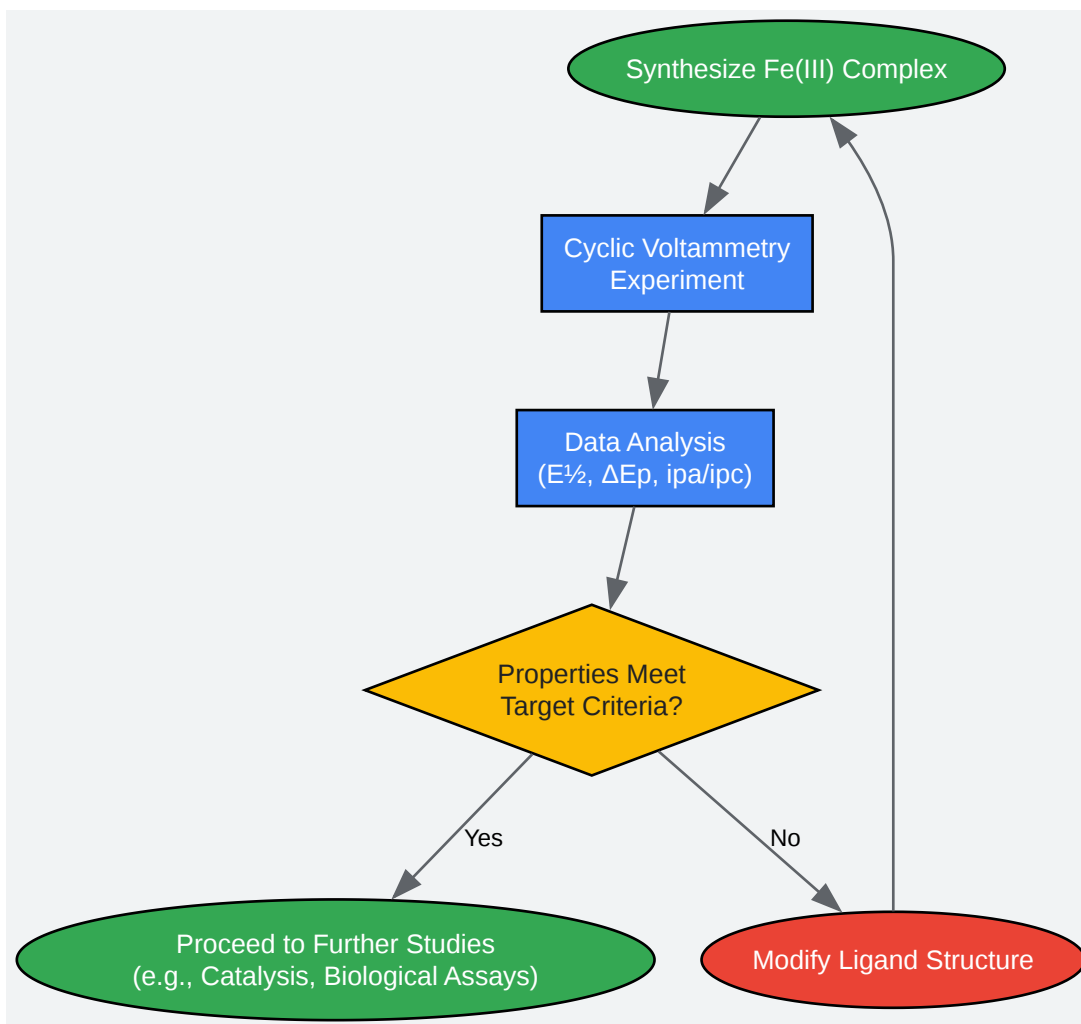 Synthesize Fe(III) Complex
Cyclic Voltammetry
Experiment
Data Analysis
(E½, ΔEp, ipa/ipc)
Properties Meet
Target Criteria?
Yes
No
Proceed to Further Studies
(e.g., Catalysis, Biological Assays)
Modify Ligand Structure